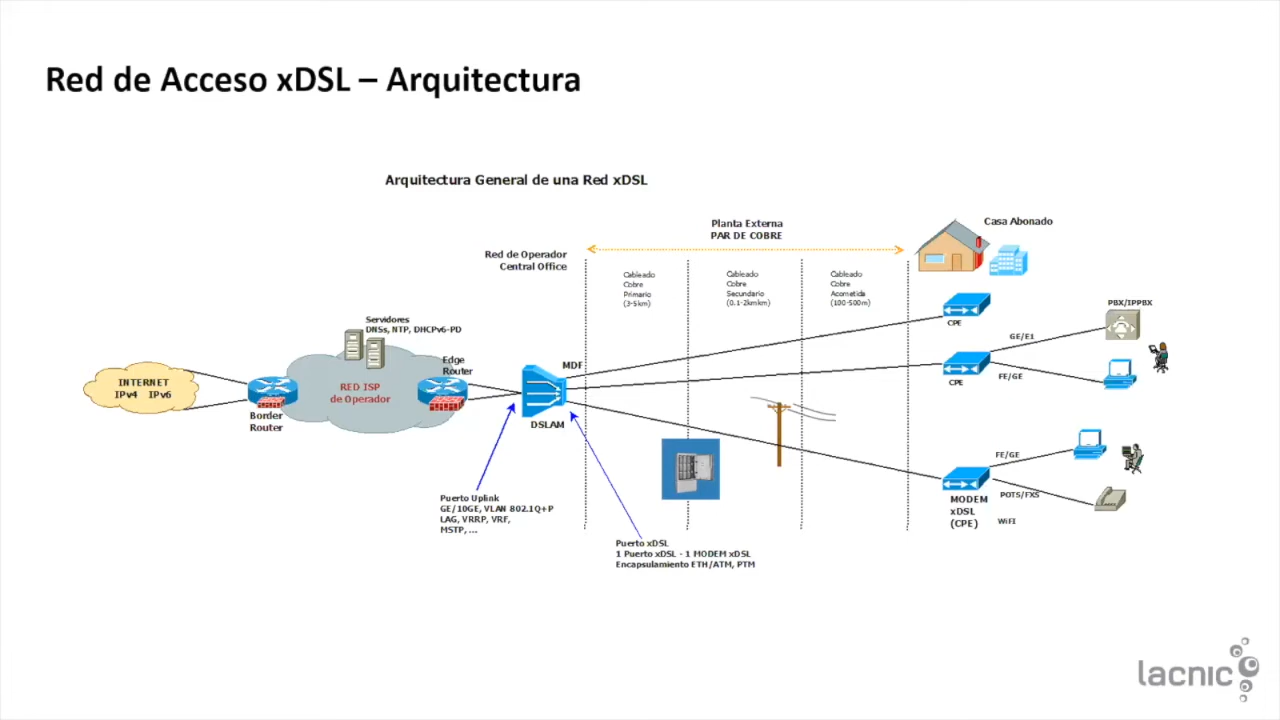 Red de Acceso xDSL – Arquitectura
Arquitectura General de una Red xDSL
Planta Externa
PAR DE COBRE
Casa Abonado
Red de Operador
Central Office
Cableado
Cobre
Primario
(3-5km)
Cableado
Cobre
Secundario
(0.1-2kmkm)
Cableado
Cobre
Acometida
(100-500m)
Servidores
DNSs, NTP, DHCPv6-PD
INTERNET
IPv4 IPv6
Border
Router
RED ISP
de Operador
Edge
Router
MDF
DSLAM
CPE
CPE
GE/E1
FE/GE
PBX/IPPBX
FE/GE
POTS/FXS
WiFI
MODEM
xDSL
(CPE)
Puerto Uplink
GE/10GE, VLAN 802.1Q+P
LAG, VRRP, VRF,
MSTP, ...
Puerto xDSL
1 Puerto xDSL - 1 MODEM xDSL
Encapsulamiento ETH/ATM, PTM
lacnic